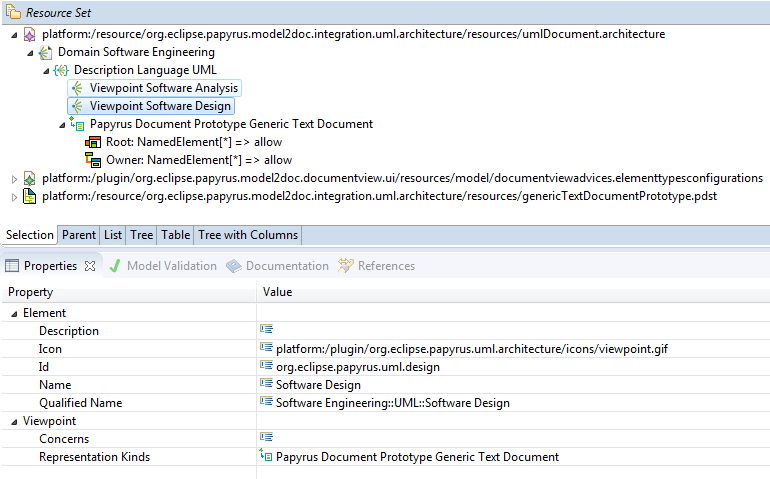 Resource Set
platform:/resource/org.eclipse.papyrus.model2doc.integration.uml.architecture/resources/umlDocument.architecture
Domain Software Engineering
Description Language UML
Viewpoint Software Analysis
Viewpoint Software Design
Papyrus Document Prototype Generic Text Document
Root: NamedElement[*] => allow
Owner: NamedElement[*] => allow
platform:/plugin/org.eclipse.papyrus.model2doc.documentview.ui/resources/model/documentviewadvices.elementtypesconfigurations
platform:/resource/org.eclipse.papyrus.model2doc.integration.uml.architecture/resources/genericTextDocumentPrototype.pdst
Selection Parent List Tree Table Tree with Columns
Properties Model Validation Documentation References
Property Value
Element
Description
Icon platform:/plugin/org.eclipse.papyrus.uml.architecture/icons/viewpoint.gif
Id org.eclipse.papyrus.uml.design
Name Software Design
Qualified Name Software Engineering::UML::Software Design
Viewpoint
Concerns
Representation Kinds Papyrus Document Prototype Generic Text Document